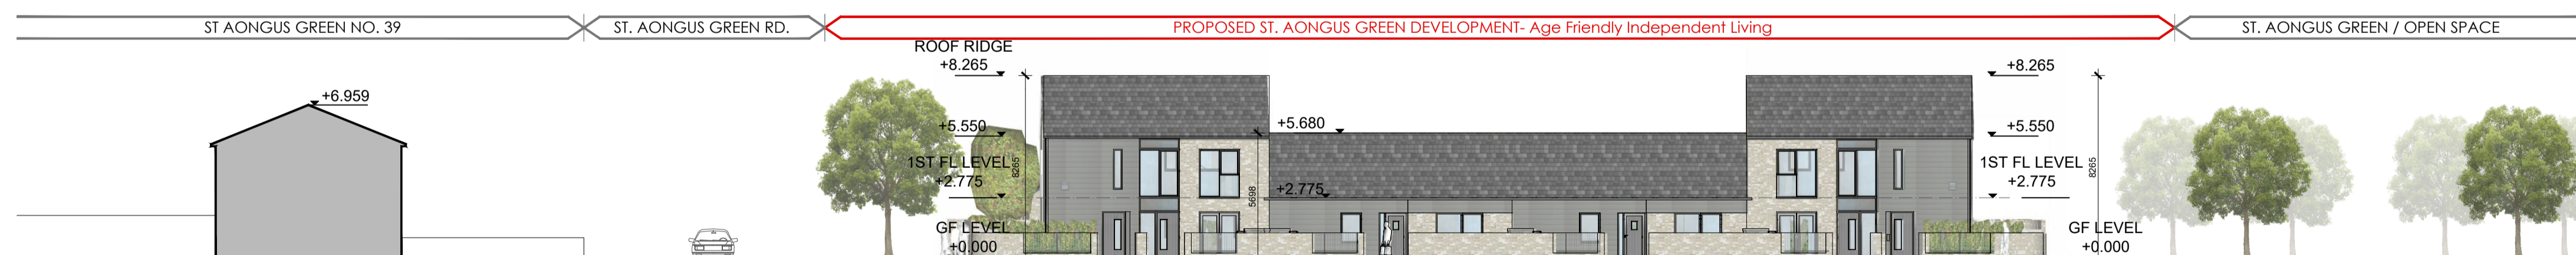 ST AONGUS GREEN NO. 39
ST. AONGUS GREEN RD.
PROPOSED ST. AONGUS GREEN DEVELOPMENT- Age Friendly Independent Living
ST. AONGUS GREEN / OPEN SPACE
ROOF RIDGE
+8.265
+8.265
+6.959
+5.550
+5.680
+5.550
1ST FL LEVEL
+2.775
8265
5698
+2.775
1ST FL LEVEL
+2.775
8265
GF LEVEL
+0.000
GF LEVEL
+0.000